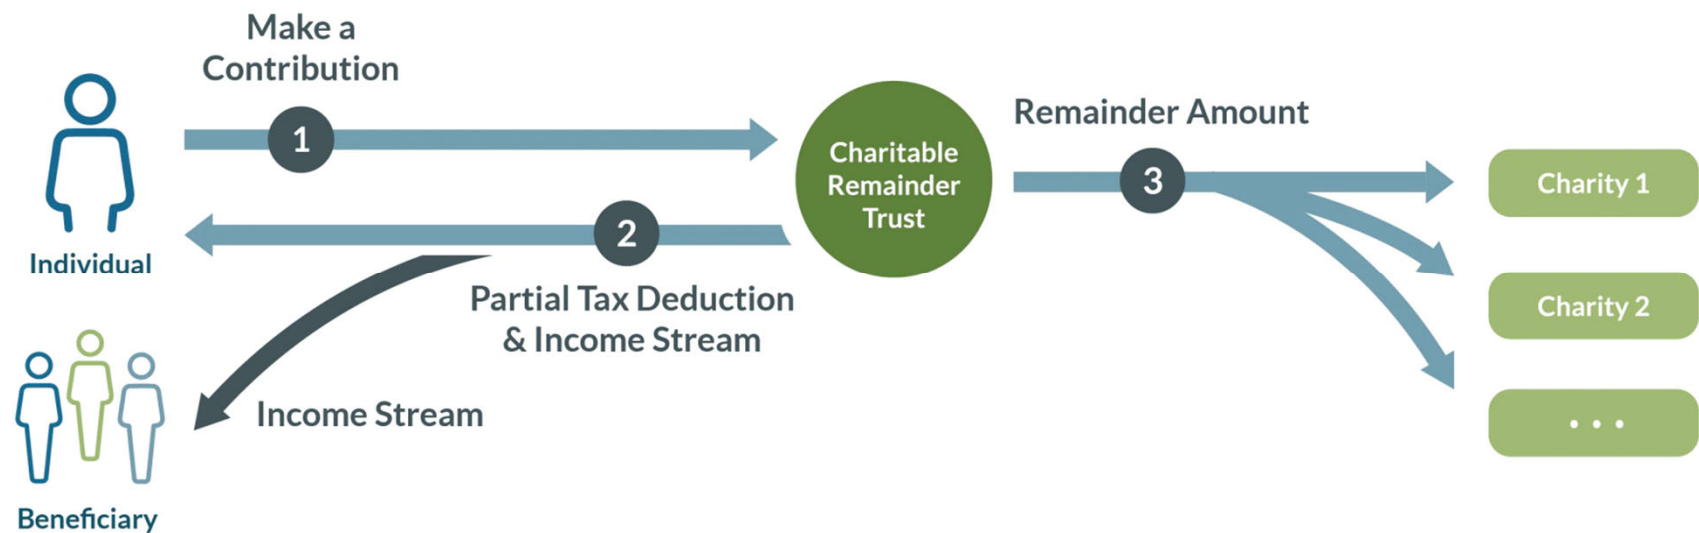 Make a
Contribution
1
Individual
2
Partial Tax Deduction
& Income Stream
Income Stream
Beneficiary
Charitable
Remainder
Trust
Remainder Amount
3
Charity 1
Charity 2
...